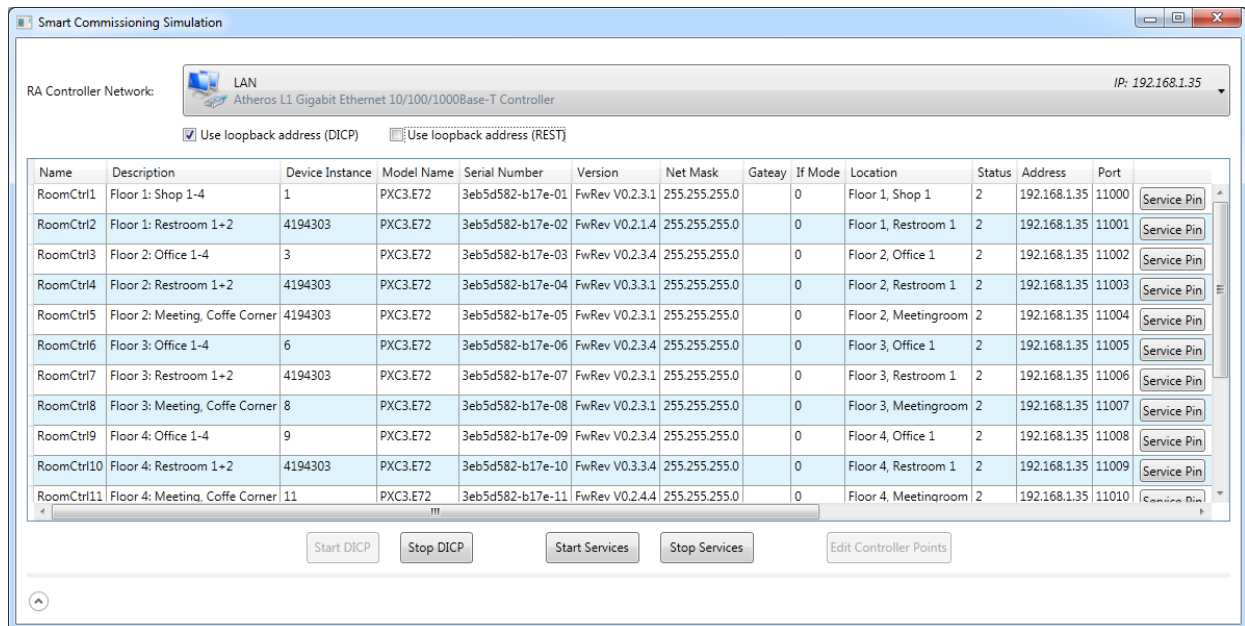 Smart Commissioning Simulation
RA Controller Network:
LAN
IP: 192.168.1.35
Atheros L1 Gigabit Ethernet 10/100/1000Base-T Controller
Use loopback address (DICP) Use loopback address (REST)
Name Description Device Instance Model Name Serial Number Version Net Mask Gateay If Mode Location Status Address Port
RoomCtrl1 Floor 1: Shop 1-4 1 PXC3.E72 3eb5d582-b17e-01 FwRev V0.2.3.1 255.255.255.0 0 Floor 1, Shop 1 2 192.168.1.35 11000 Service Pin
RoomCtrl2 Floor 1: Restroom 1+2 4194303 PXC3.E72 3eb5d582-b17e-02 FwRev V0.2.1.4 255.255.255.0 0 Floor 1, Restroom 1 2 192.168.1.35 11001 Service Pin
RoomCtrl3 Floor 2: Office 1-4 3 PXC3.E72 3eb5d582-b17e-03 FwRev V0.2.3.4 255.255.255.0 0 Floor 2, Office 1 2 192.168.1.35 11002 Service Pin
RoomCtrl4 Floor 2: Restroom 1+2 4194303 PXC3.E72 3eb5d582-b17e-04 FwRev V0.3.3.1 255.255.255.0 0 Floor 2, Restroom 1 2 192.168.1.35 11003 Service Pin
RoomCtrl5 Floor 2: Meeting, Coffe Corner 4194303 PXC3.E72 3eb5d582-b17e-05 FwRev V0.2.3.1 255.255.255.0 0 Floor 2, Meetingroom 2 192.168.1.35 11004 Service Pin
RoomCtrl6 Floor 3: Office 1-4 6 PXC3.E72 3eb5d582-b17e-06 FwRev V0.2.3.4 255.255.255.0 0 Floor 3, Office 1 2 192.168.1.35 11005 Service Pin
RoomCtrl7 Floor 3: Restroom 1+2 4194303 PXC3.E72 3eb5d582-b17e-07 FwRev V0.2.3.1 255.255.255.0 0 Floor 3, Restroom 1 2 192.168.1.35 11006 Service Pin
RoomCtrl8 Floor 3: Meeting, Coffe Corner 8 PXC3.E72 3eb5d582-b17e-08 FwRev V0.2.3.1 255.255.255.0 0 Floor 3, Meetingroom 2 192.168.1.35 11007 Service Pin
RoomCtrl9 Floor 4: Office 1-4 9 PXC3.E72 3eb5d582-b17e-09 FwRev V0.2.3.4 255.255.255.0 0 Floor 4, Office 1 2 192.168.1.35 11008 Service Pin
RoomCtrl10 Floor 4: Restroom 1+2 4194303 PXC3.E72 3eb5d582-b17e-10 FwRev V0.3.3.4 255.255.255.0 0 Floor 4, Restroom 1 2 192.168.1.35 11009 Service Pin
RoomCtrl11 Floor 4: Meeting, Coffe Corner 11 PXC3.E72 3eb5d582-b17e-11 FwRev V0.2.4.4 255.255.255.0 0 Floor 4, Meetingroom 2 192.168.1.35 11010 Service Pin
Start DICP Stop DICP Start Services Stop Services Edit Controller Points